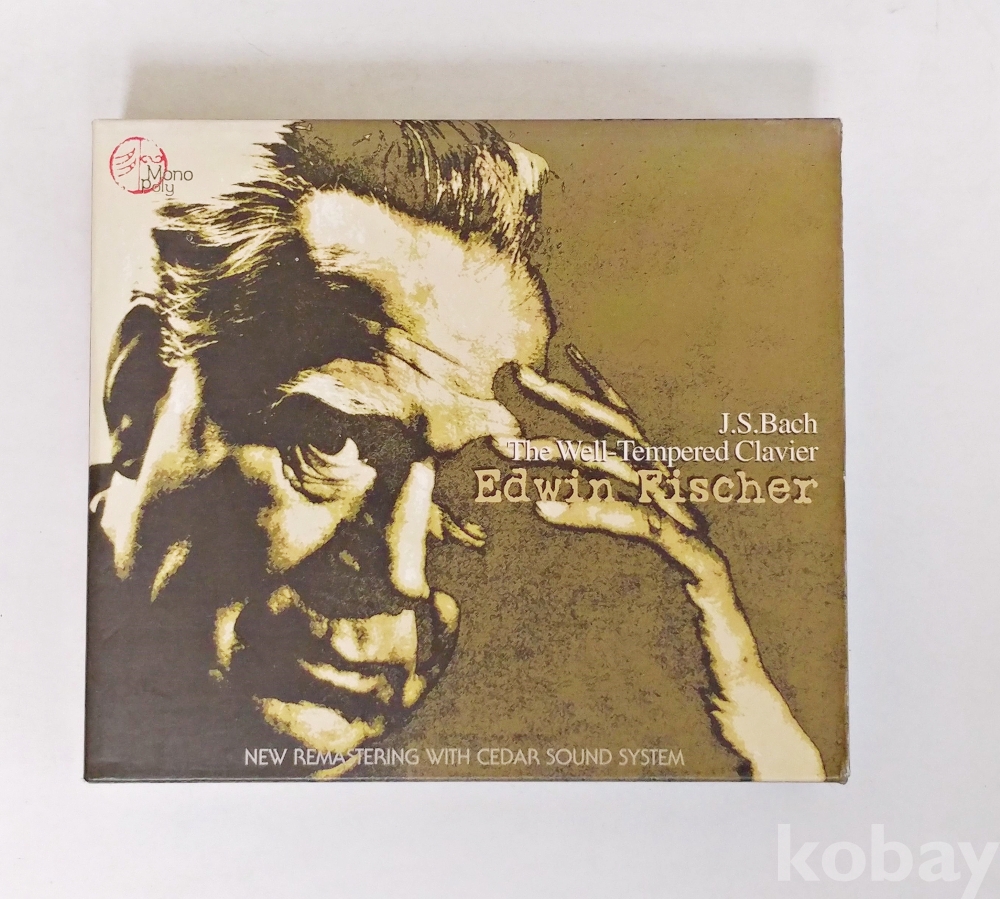 Mono
Poly
J.S.Bach
The Well-Tempered Clavier
Edwin Fischer
NEW REMASTERING WITH CEDAR SOUND SYSTEM
kobay